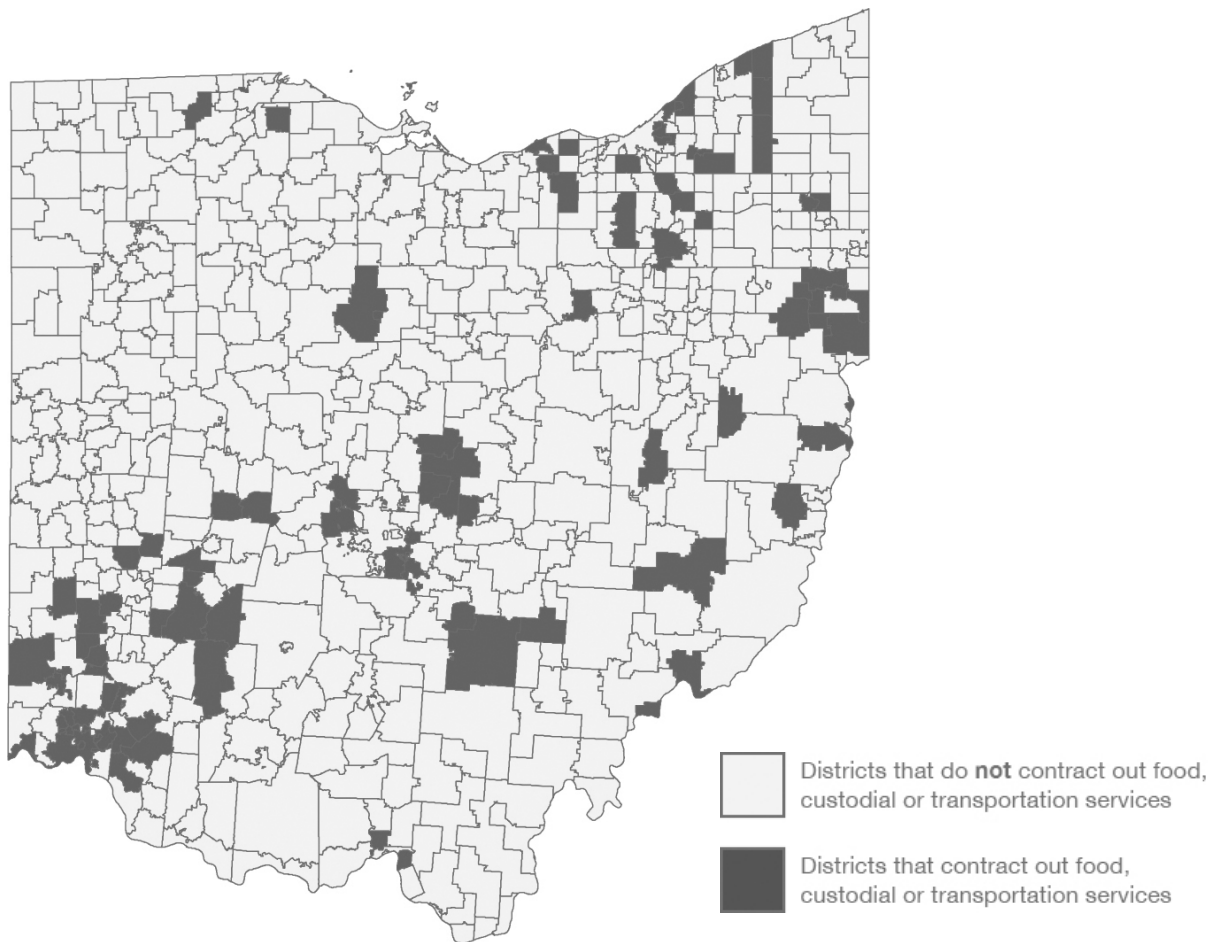 Districts that do not contract out food,
custodial or transportation services
Districts that contract out food,
custodial or transportation services